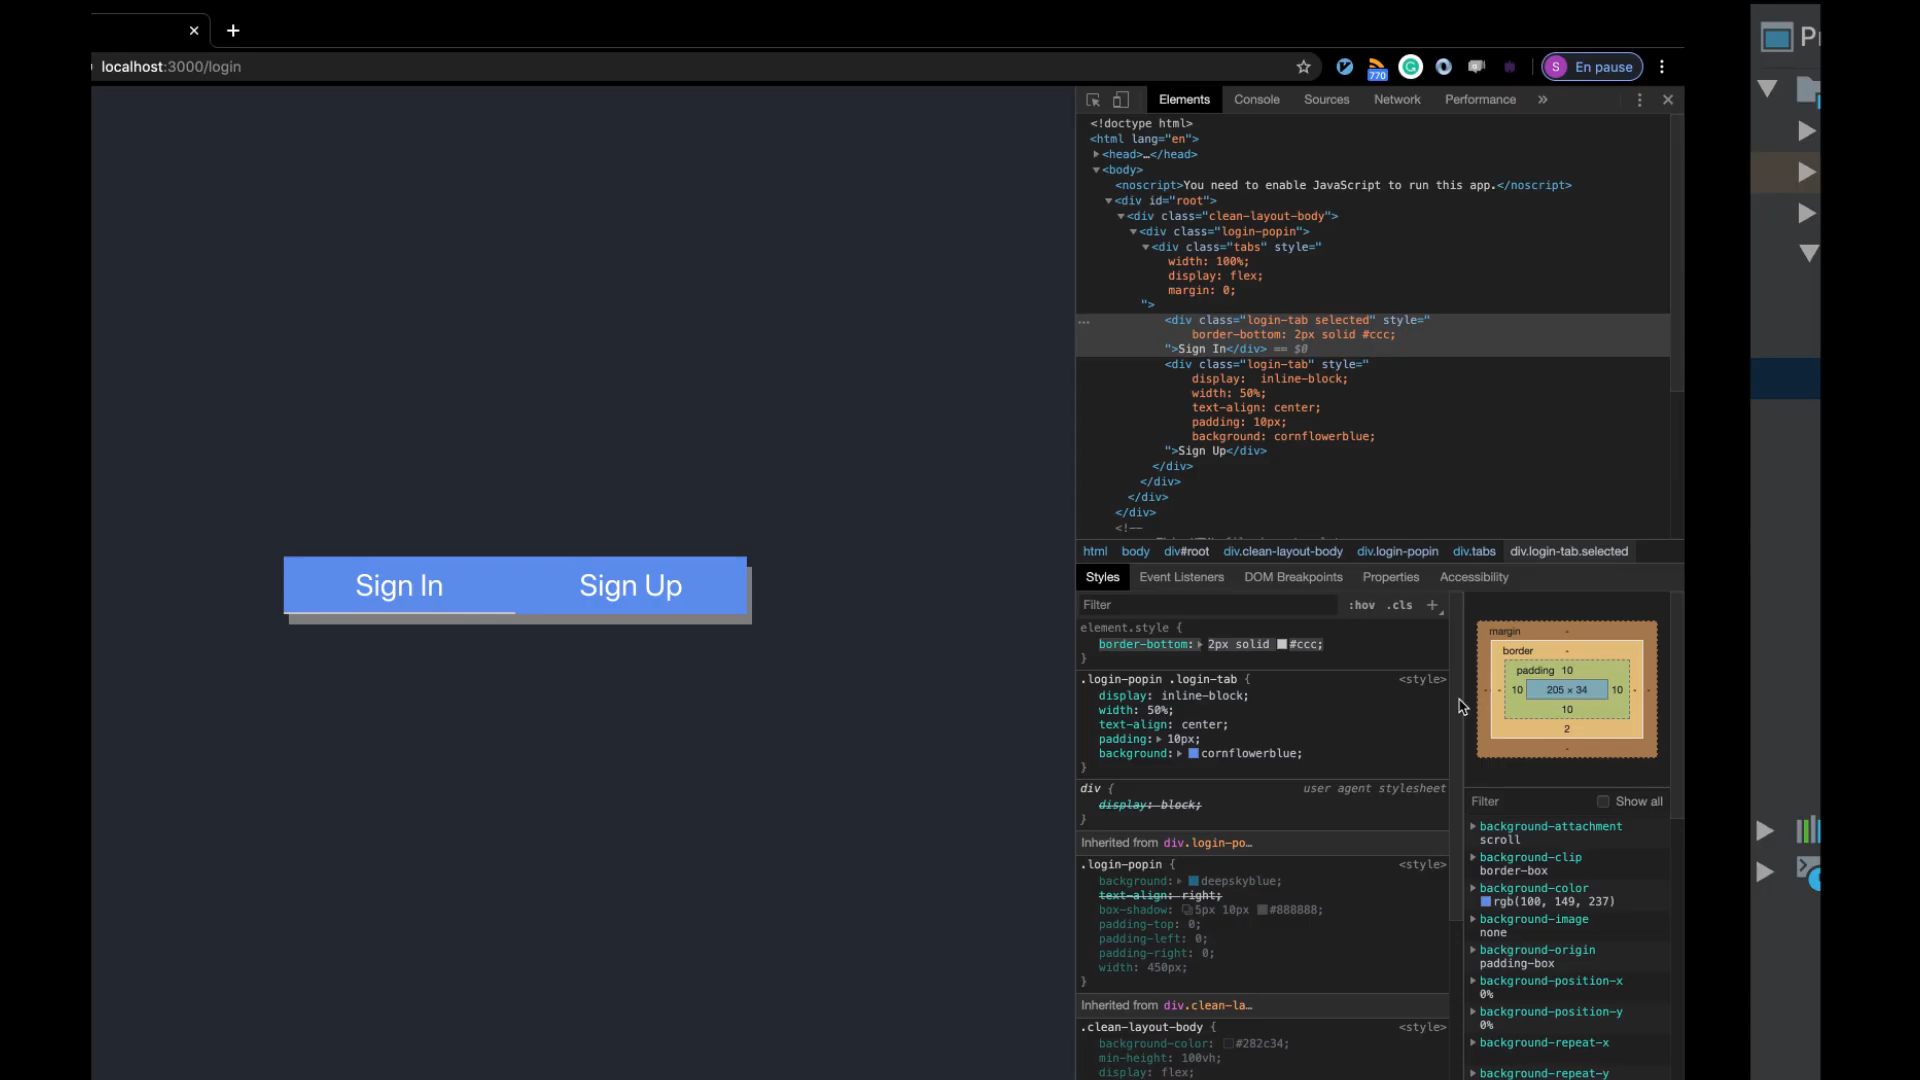 localhost:3000/login
770
S En pause
Pr
Elements Console Sources Network Performance »
<!doctype html>
<html lang="en">
<head>…</head>
<body>
<noscript>You need to enable JavaScript to run this app.</noscript>
<div id="root">
<div class="clean-layout-body">
<div class="login-popin">
<div class="tabs" style="
width: 100%;
display: flex;
margin: 0;
">
<div class="login-tab selected" style="
border-bottom: 2px solid #ccc;
">Sign In</div> == $0
<div class="login-tab" style="
display: inline-block;
width: 50%;
text-align: center;
padding: 10px;
background: cornflowerblue;
">Sign Up</div>
</div>
</div>
</div>
</div>
<!--
html body div#root div.clean-layout-body div.login-popin div.tabs div.login-tab.selected
Sign In Sign Up
Styles Event Listeners DOM Breakpoints Properties Accessibility
Filter :hov .cls +
element.style {
border-bottom: 2px solid #ccc;
}
.login-popin .login-tab { <style>
display: inline-block;
width: 50%;
text-align: center;
padding: 10px;
background: cornflowerblue;
}
div { user agent stylesheet
display: block;
}
Inherited from div.login-po…
.login-popin { <style>
background: deepskyblue;
text-align: right;
box-shadow: 5px 10px #888888;
padding-top: 0;
padding-left: 0;
padding-right: 0;
width: 450px;
}
Inherited from div.clean-la…
.clean-layout-body { <style>
background-color: #282c34;
min-height: 100vh;
display: flex;
margin -
border -
padding 10
- - 10 205 × 34 10 - -
10
2
-
Filter Show all
background-attachment
scroll
background-clip
border-box
background-color
rgb(100, 149, 237)
background-image
none
background-origin
padding-box
background-position-x
0%
background-position-y
0%
background-repeat-x
background-repeat-y